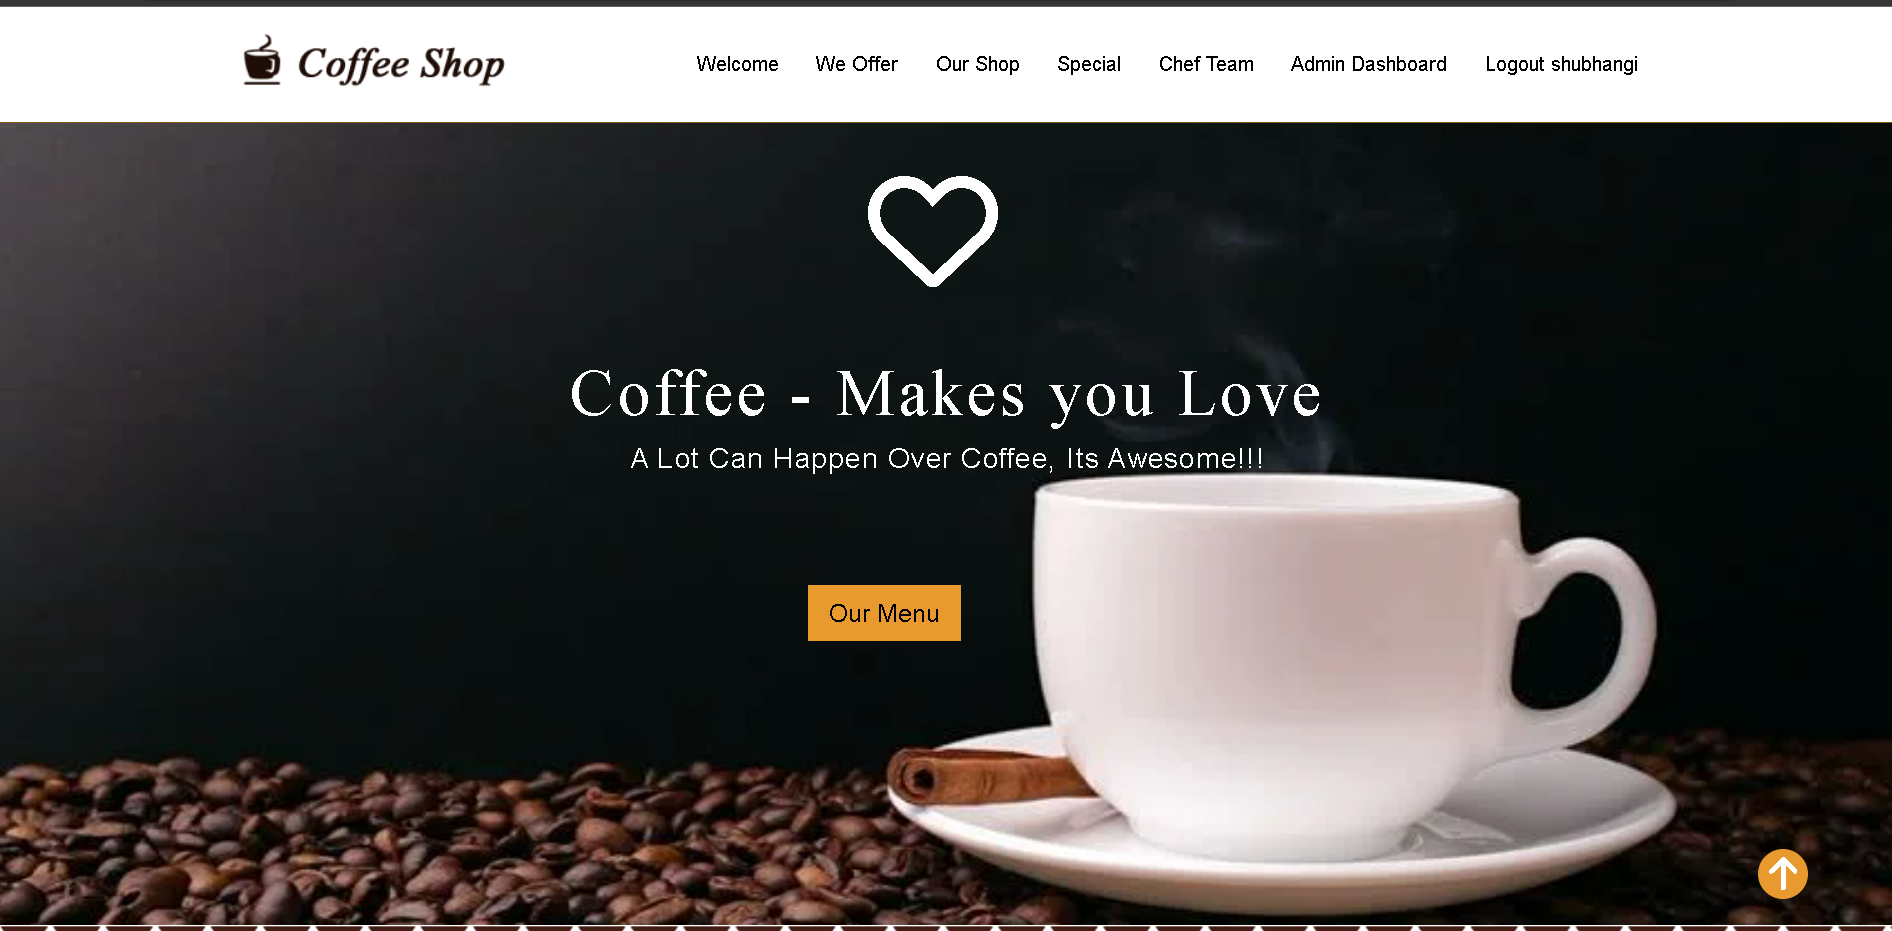 Coffee Shop
Welcome We Offer Our Shop Special Chef Team Admin Dashboard Logout shubhangi
Coffee - Makes you Love
A Lot Can Happen Over Coffee, Its Awesome!!!
Our Menu